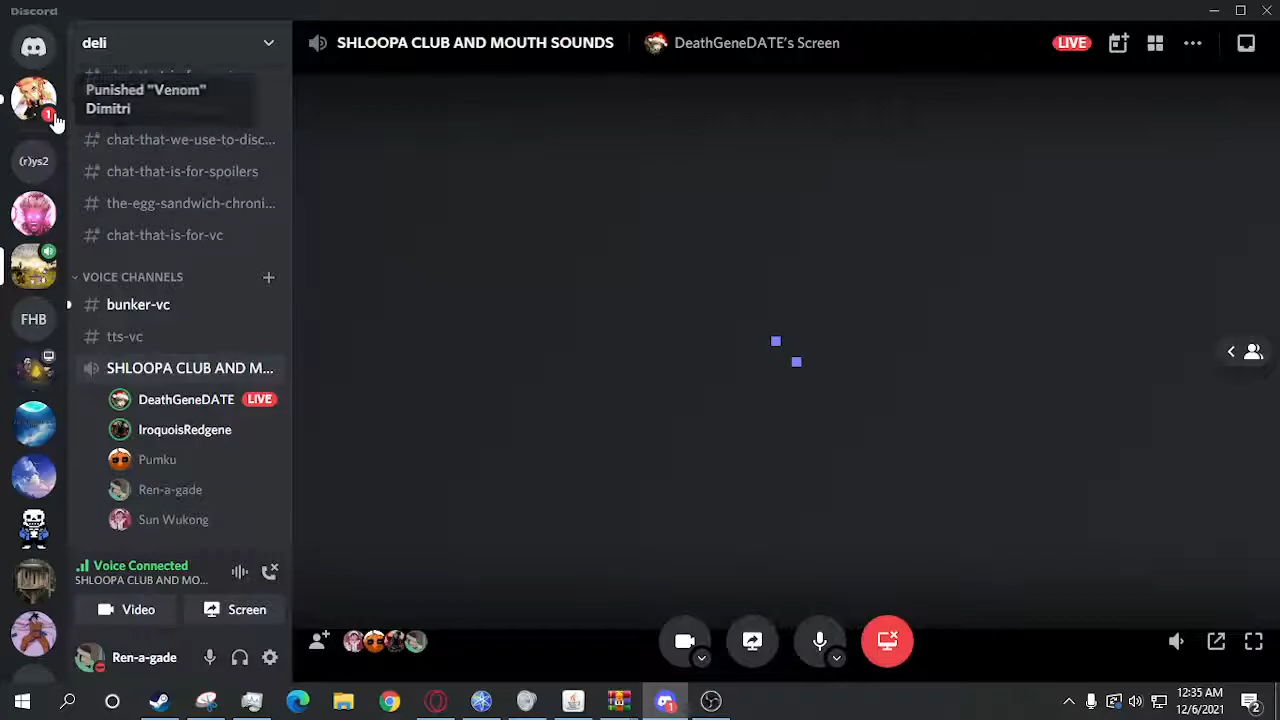 Discord
deli
SHLOOPA CLUB AND MOUTH SOUNDS
DeathGeneDATE's Screen
LIVE
Punished "Venom"
Dimitri
1
chat-that-we-use-to-disc...
(r)ys2
chat-that-is-for-spoilers
the-egg-sandwich-chroni...
chat-that-is-for-vc
VOICE CHANNELS
bunker-vc
FHB
tts-vc
SHLOOPA CLUB AND M...
DeathGeneDATE
LIVE
IroquoisRedgene
Pumku
Ren-a-gade
Sun Wukong
Voice Connected
SHLOOPA CLUB AND MO...
Video
Screen
Ren-a-gade
1
12:35 AM
12/6/2021
2